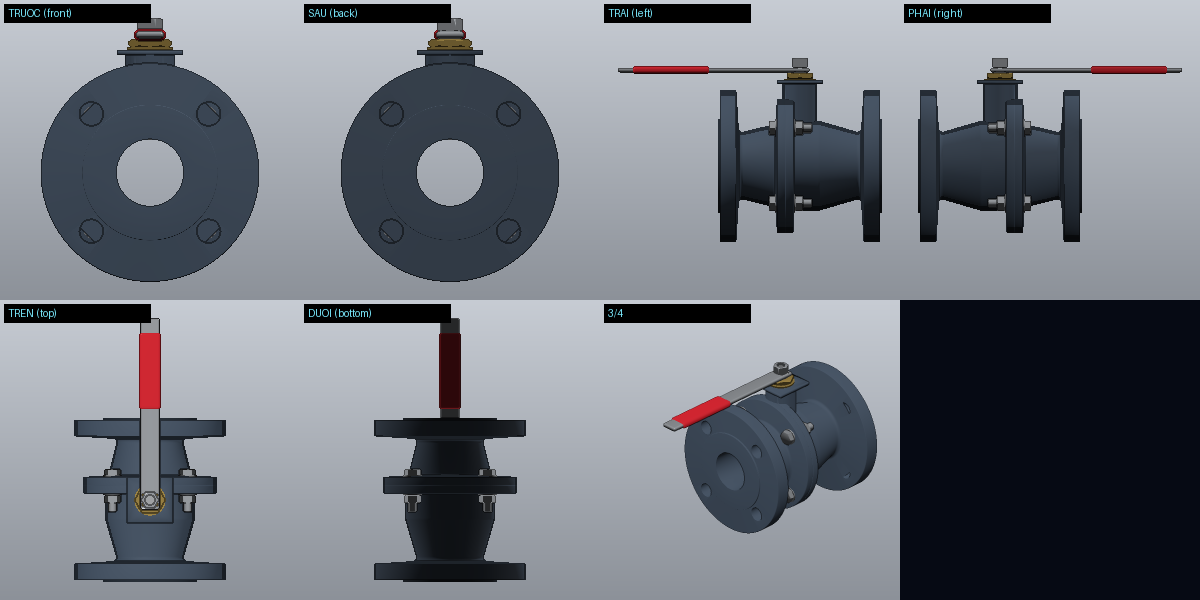 TRUOC (front)
SAU (back)
TRAI (left)
PHAI (right)
TREN (top)
DUOI (bottom)
3/4